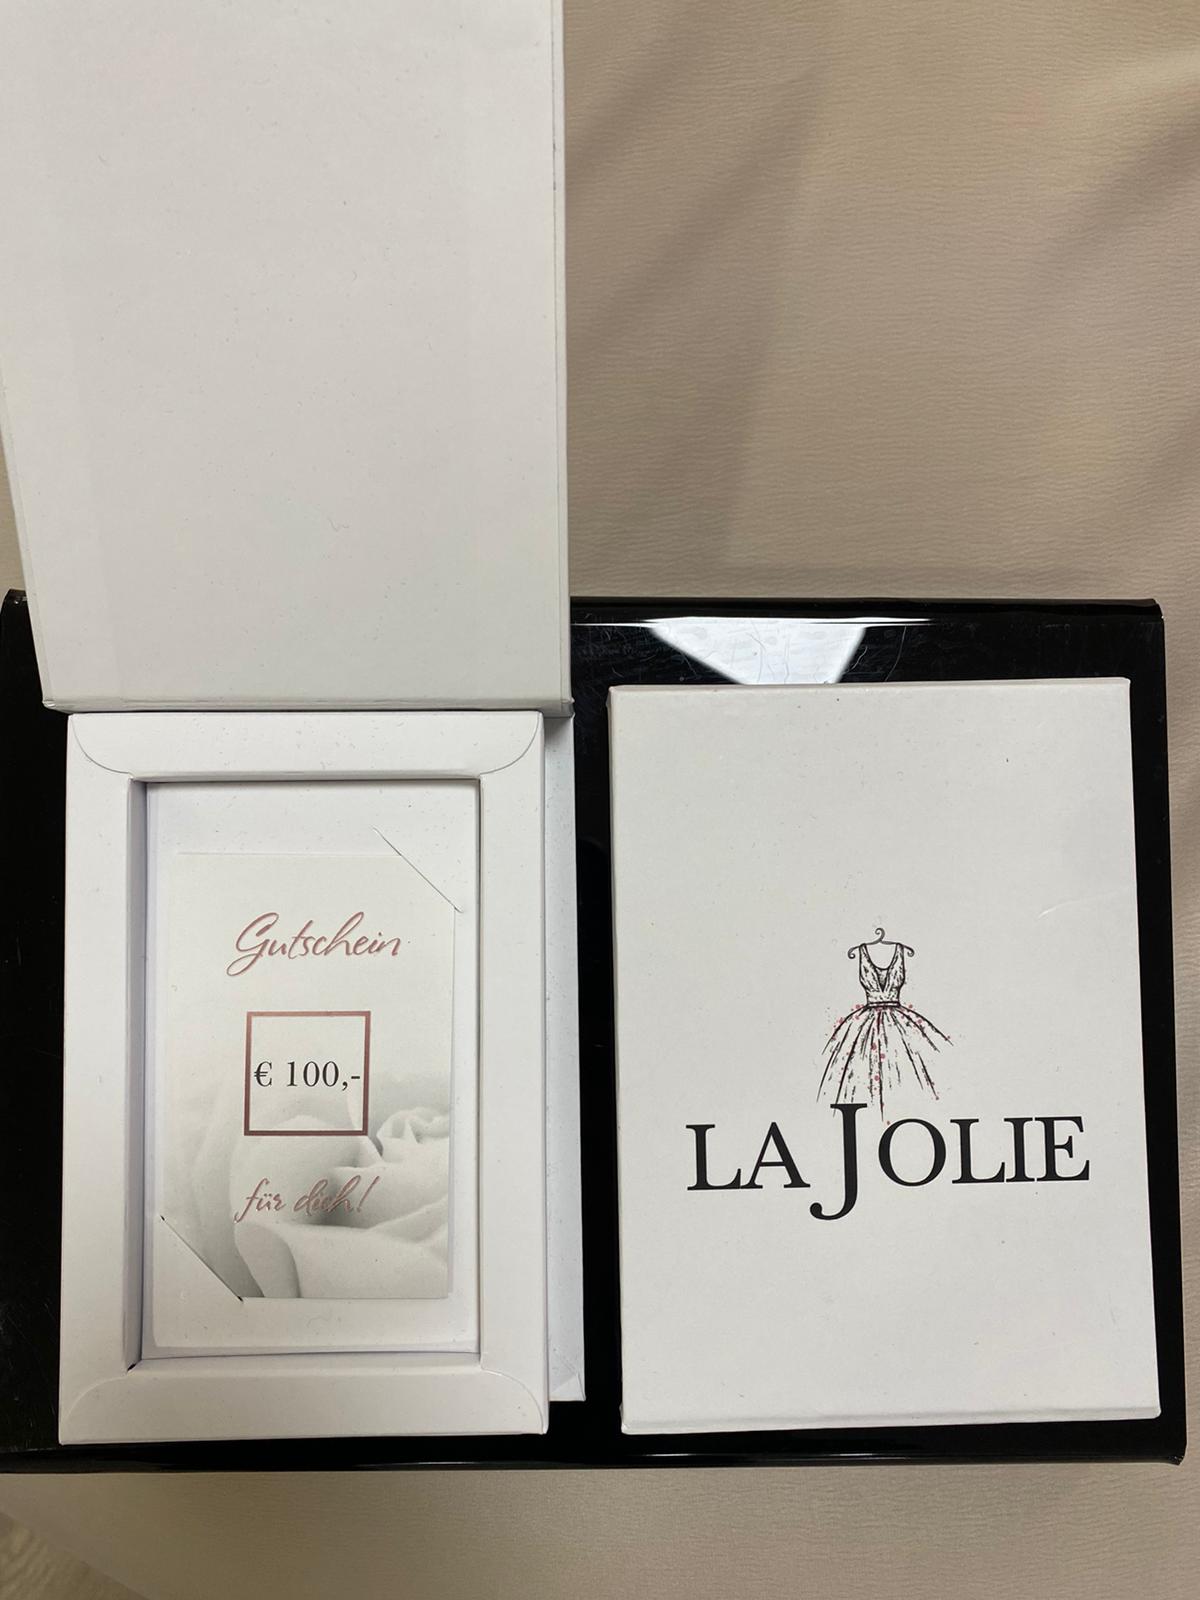 Gutschein
€ 100,-
für dich!
LA JOLIE